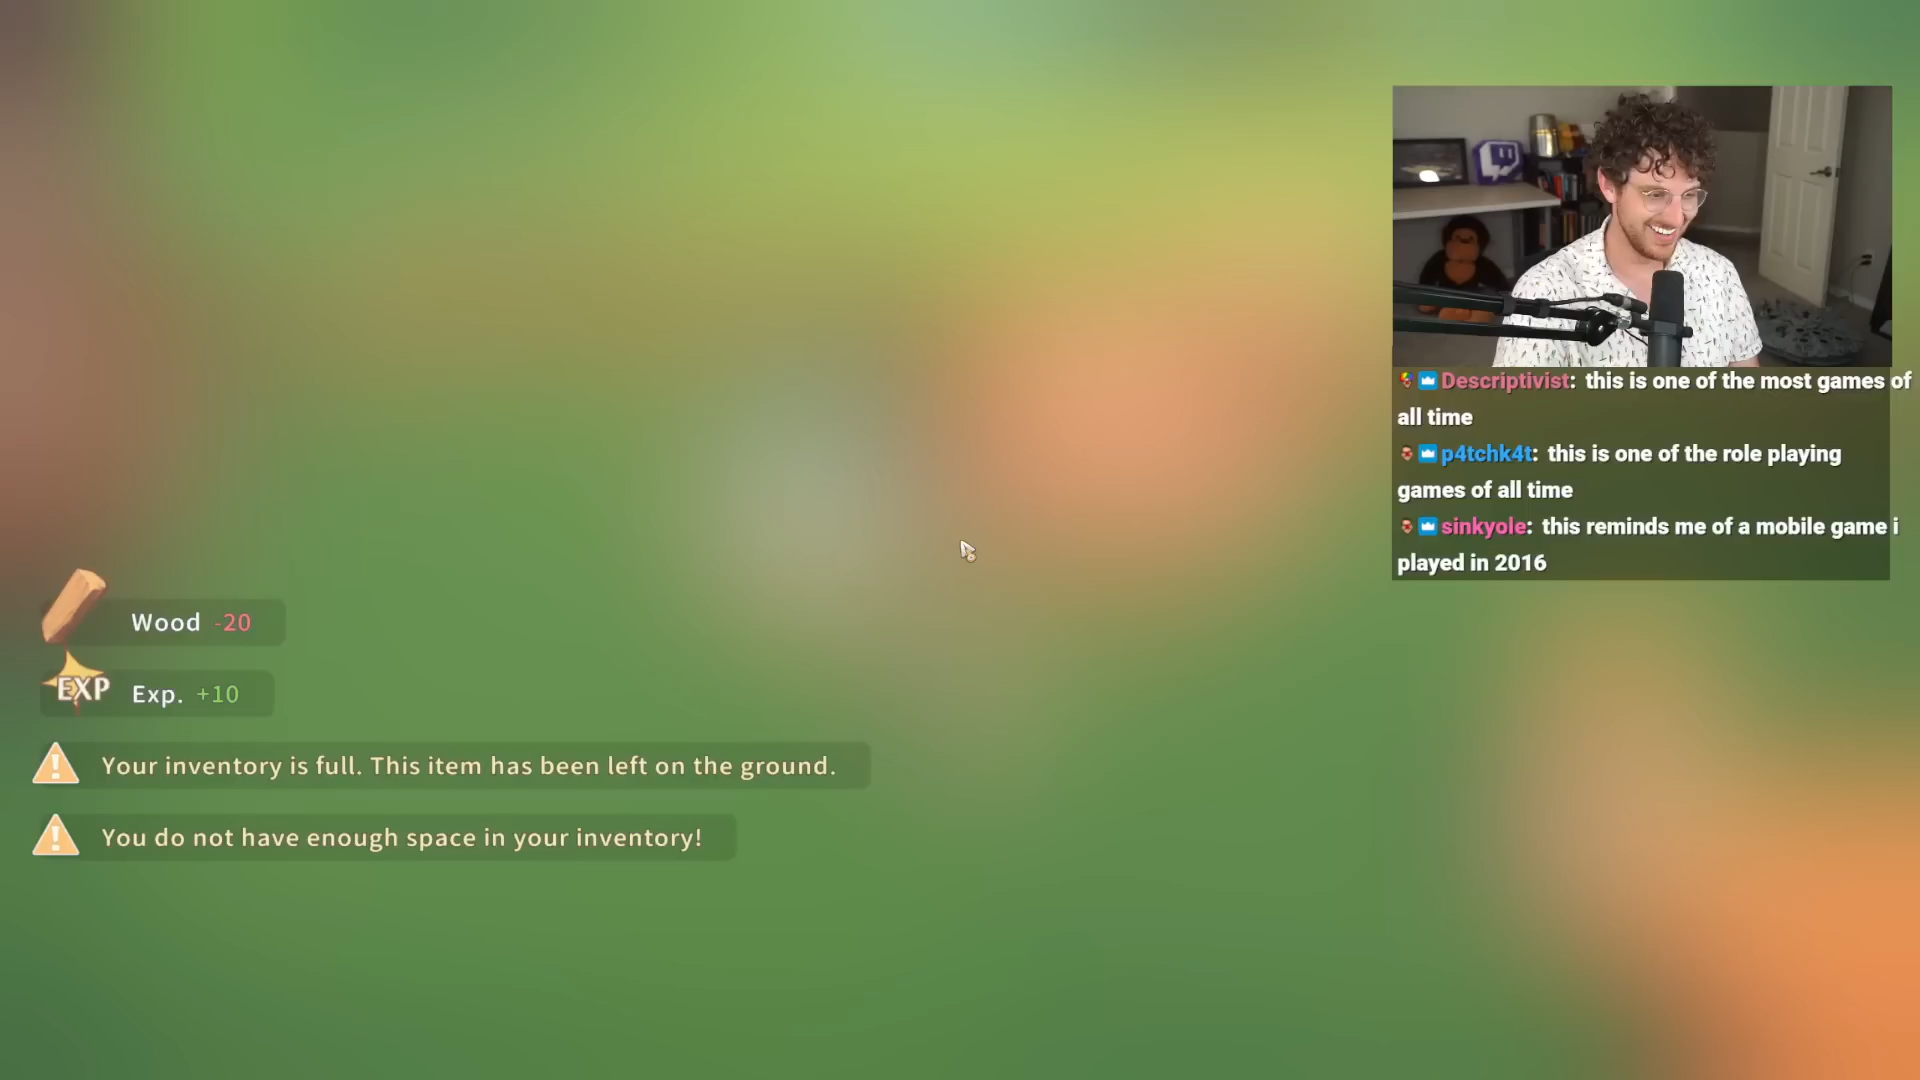 Descriptivist: this is one of the most games of
all time
p4tchk4t: this is one of the role playing
games of all time
sinkyole: this reminds me of a mobile game i
played in 2016
Wood -20
EXP Exp. +10
Your inventory is full. This item has been left on the ground.
You do not have enough space in your inventory!